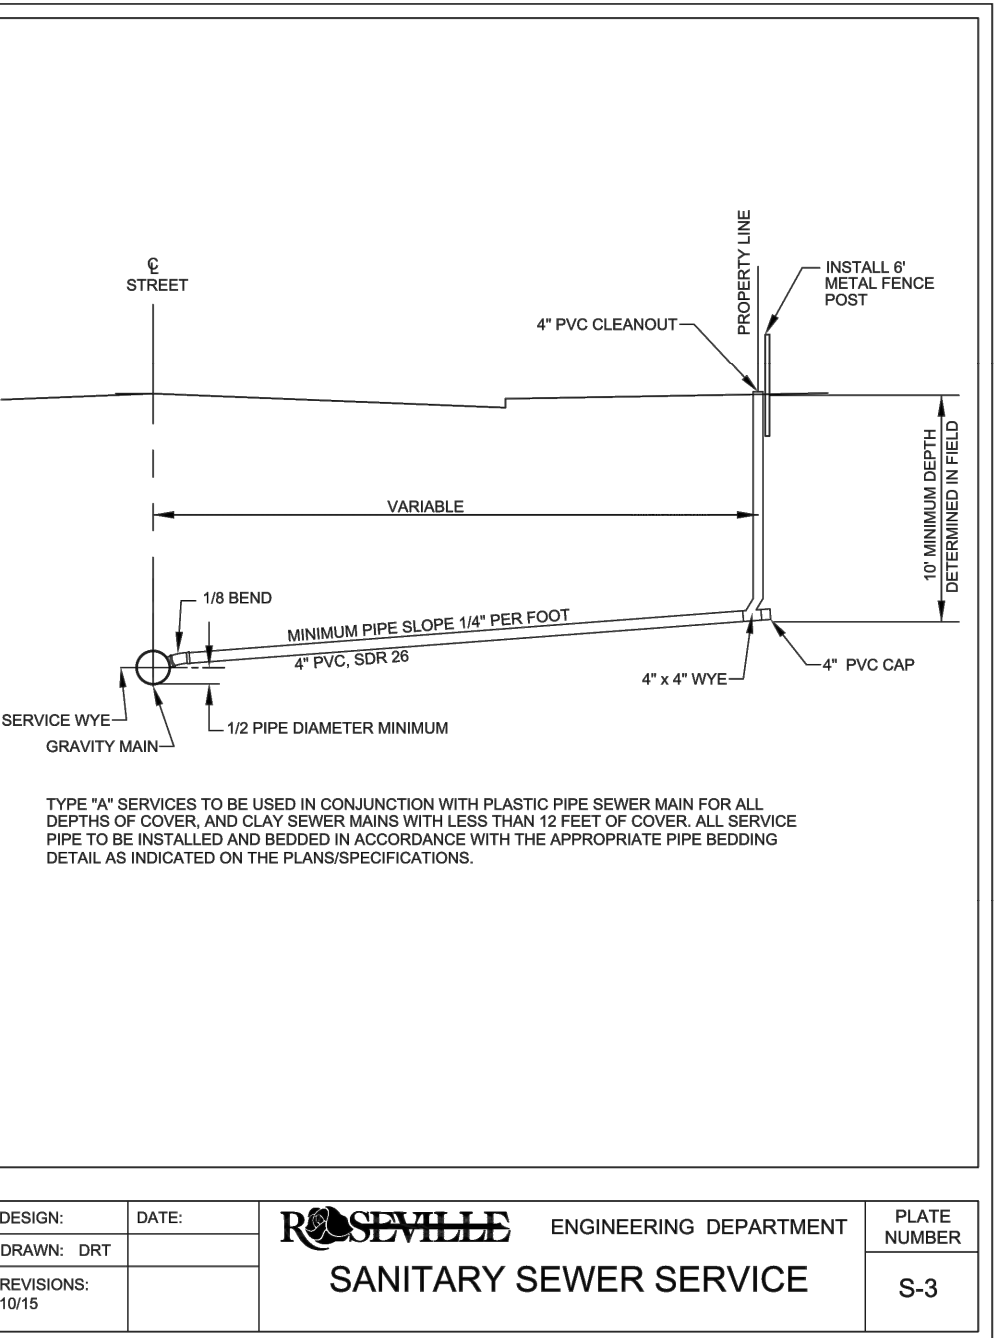 ℄
STREET
PROPERTY LINE
INSTALL 6'
METAL FENCE
POST
4" PVC CLEANOUT
VARIABLE
10' MINIMUM DEPTH
DETERMINED IN FIELD
1/8 BEND
MINIMUM PIPE SLOPE 1/4" PER FOOT
4" PVC, SDR 26
4" x 4" WYE
4" PVC CAP
SERVICE WYE
1/2 PIPE DIAMETER MINIMUM
GRAVITY MAIN
TYPE "A" SERVICES TO BE USED IN CONJUNCTION WITH PLASTIC PIPE SEWER MAIN FOR ALL
DEPTHS OF COVER, AND CLAY SEWER MAINS WITH LESS THAN 12 FEET OF COVER. ALL SERVICE
PIPE TO BE INSTALLED AND BEDDED IN ACCORDANCE WITH THE APPROPRIATE PIPE BEDDING
DETAIL AS INDICATED ON THE PLANS/SPECIFICATIONS.
DESIGN:
DATE:
DRAWN: DRT
REVISIONS:
10/15
ROSEVILLE
ENGINEERING DEPARTMENT
SANITARY SEWER SERVICE
PLATE
NUMBER
S-3